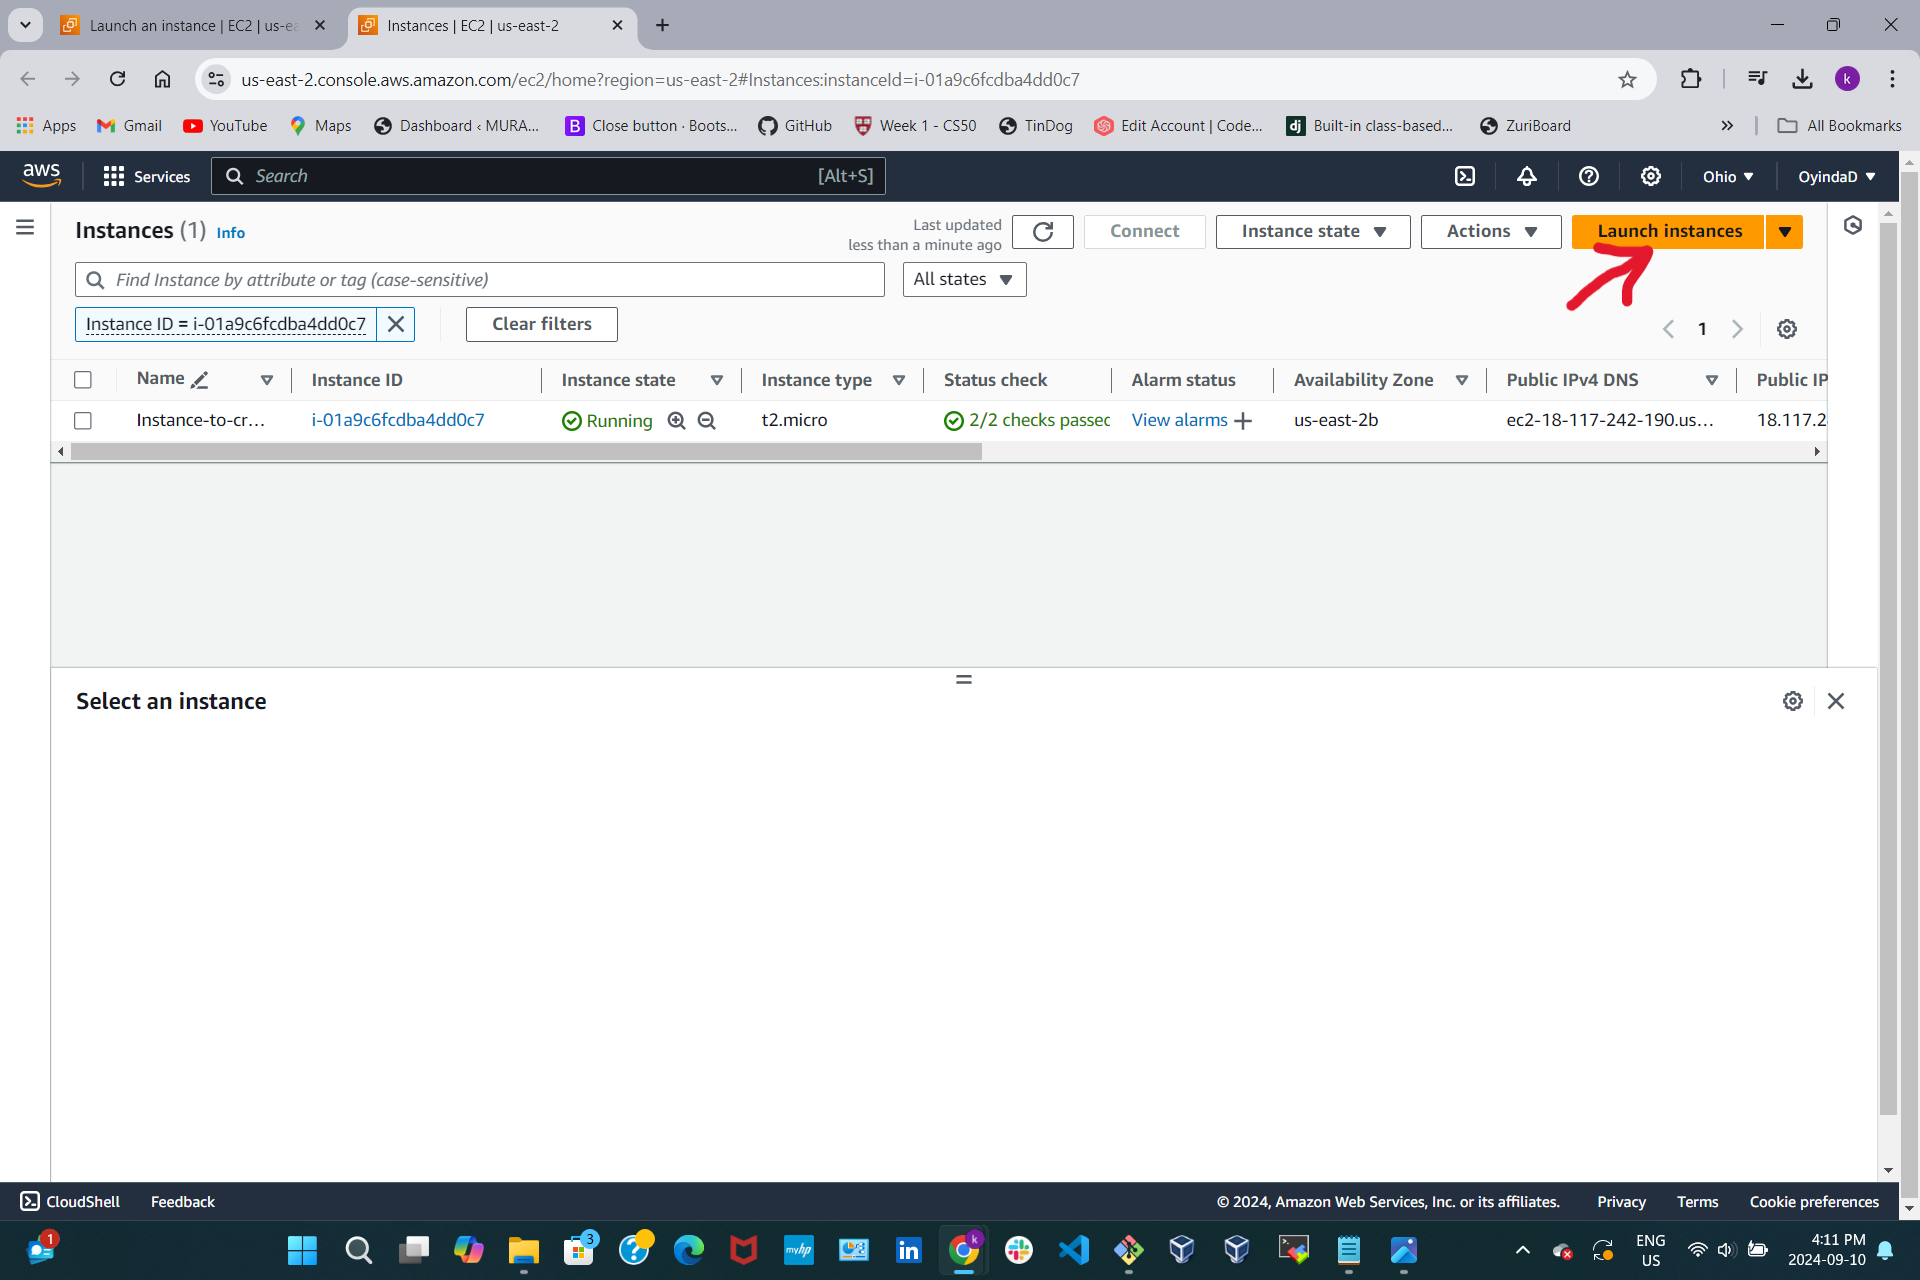 Launch an instance | EC2 | us-ea
Instances | EC2 | us-east-2
us-east-2.console.aws.amazon.com/ec2/home?region=us-east-2#Instances:instanceId=i-01a9c6fcdba4dd0c7
k
Apps Gmail YouTube Maps Dashboard ‹ MURA... B Close button · Boots... GitHub Week 1 - CS50 TinDog Edit Account | Code... dj Built-in class-based... ZuriBoard » All Bookmarks
aws Services Search [Alt+S] Ohio OyindaD
Instances (1) Info
Last updated
less than a minute ago
Connect Instance state Actions Launch instances
Find Instance by attribute or tag (case-sensitive) All states
Instance ID = i-01a9c6fcdba4dd0c7 Clear filters 1
Name Instance ID Instance state Instance type Status check Alarm status Availability Zone Public IPv4 DNS Public IP
Instance-to-cr... i-01a9c6fcdba4dd0c7 Running t2.micro 2/2 checks passec View alarms + us-east-2b ec2-18-117-242-190.us... 18.117.2
Select an instance
CloudShell Feedback © 2024, Amazon Web Services, Inc. or its affiliates. Privacy Terms Cookie preferences
1 3 myhp in k
ENG
US
4:11 PM
2024-09-10